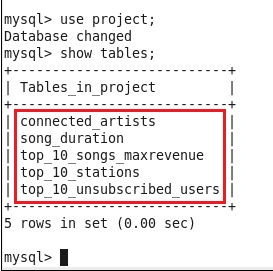 mysql> use project;
Database changed
mysql> show tables;
+---------------------------+
| Tables_in_project         |
+---------------------------+
| connected_artists         |
| song_duration             |
| top_10_songs_maxrevenue   |
| top_10_stations           |
| top_10_unsubscribed_users |
+---------------------------+
5 rows in set (0.00 sec)
mysql>